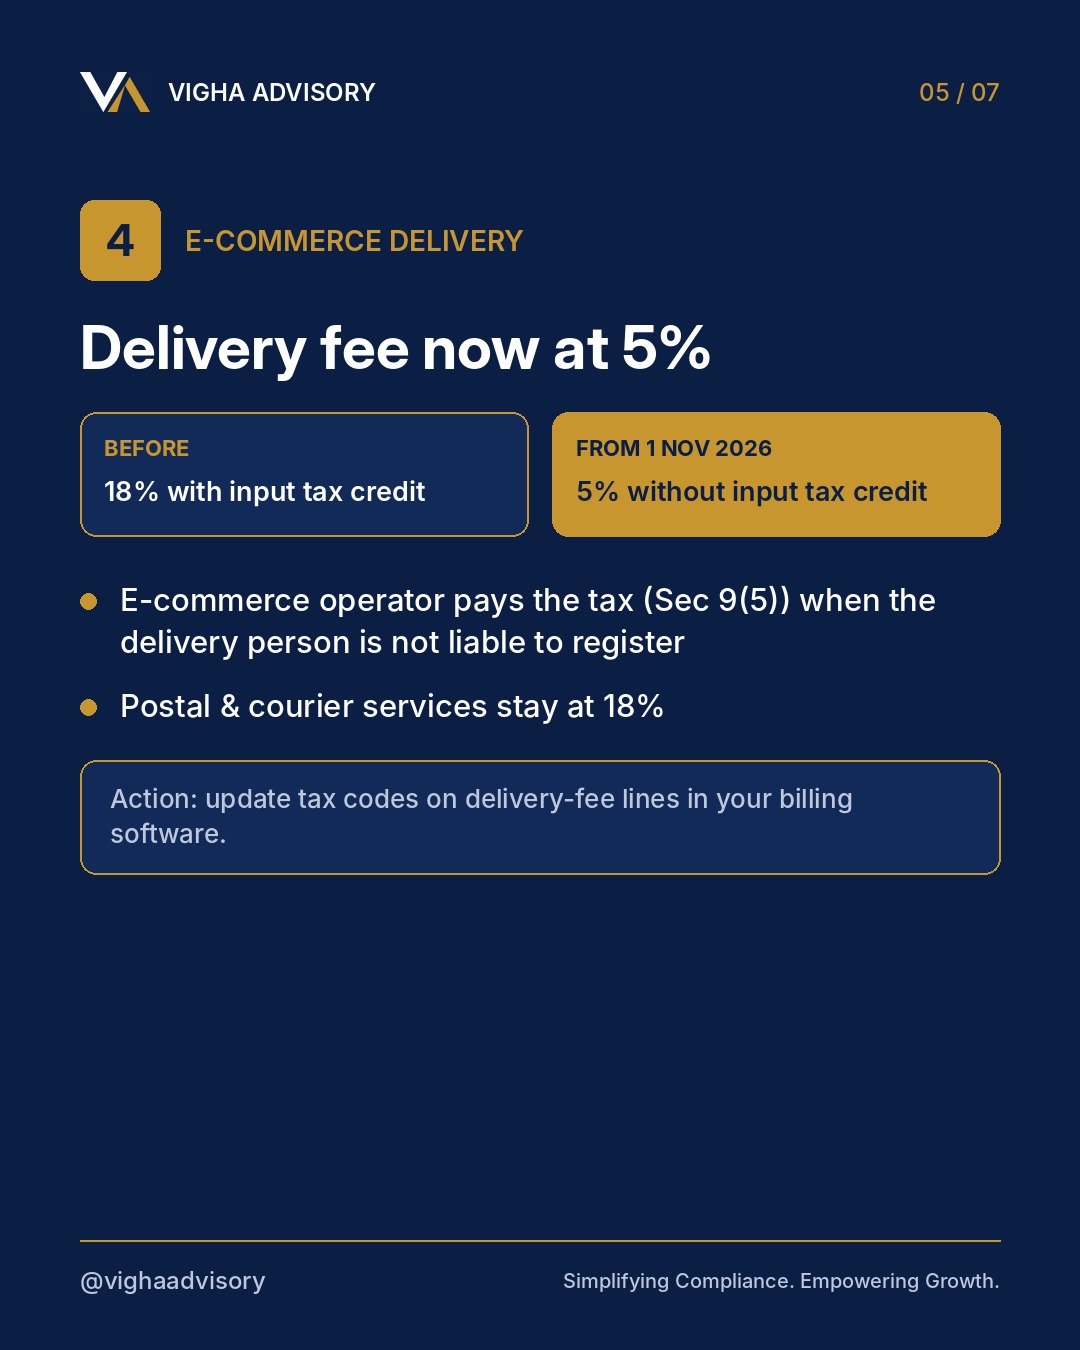 VIGHA ADVISORY
05 / 07
4
E-COMMERCE DELIVERY
Delivery fee now at 5%
BEFORE
18% with input tax credit
FROM 1 NOV 2026
5% without input tax credit
E-commerce operator pays the tax (Sec 9(5)) when the
delivery person is not liable to register
Postal & courier services stay at 18%
Action: update tax codes on delivery-fee lines in your billing
software.
@vighaadvisory
Simplifying Compliance. Empowering Growth.